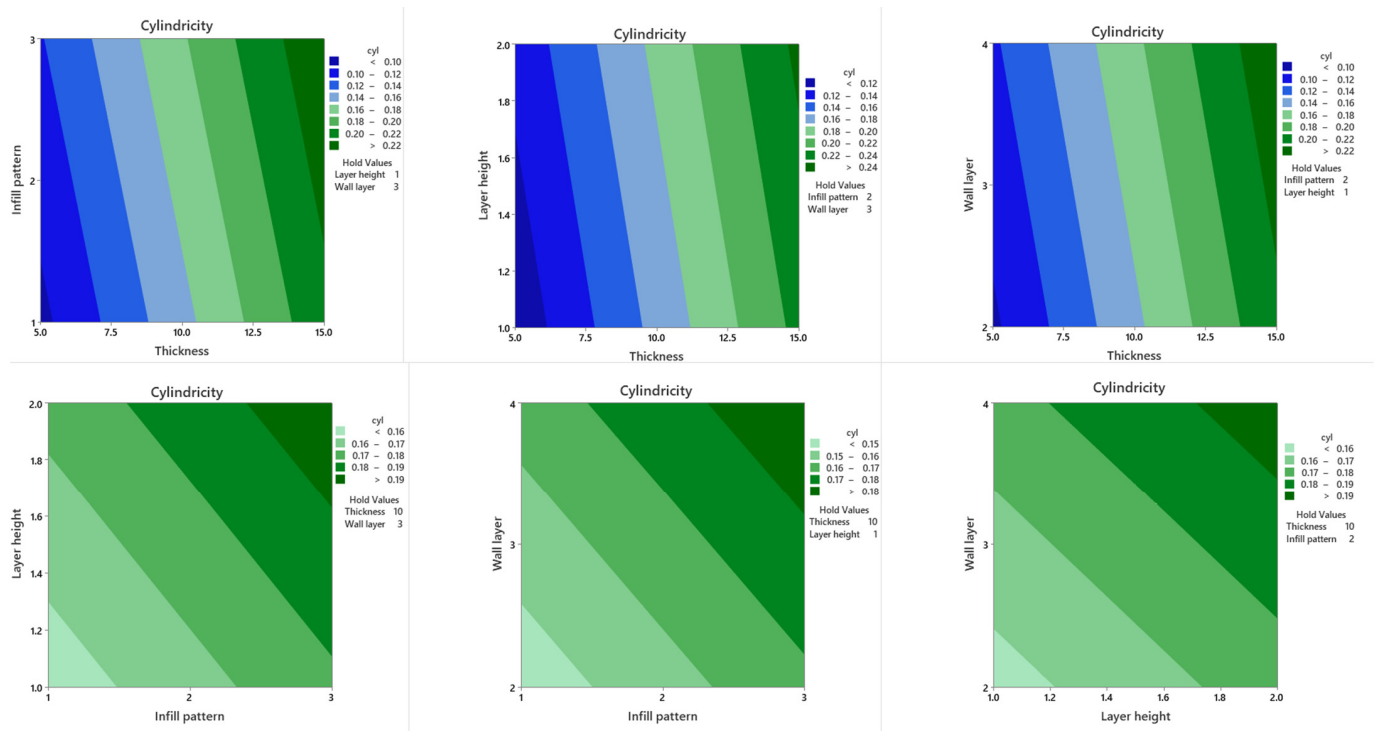 Cylindricity
3
2
1
Infill pattern
5.0 7.5 10.0 12.5 15.0
Thickness
cyl
< 0.10
0.10 – 0.12
0.12 – 0.14
0.14 – 0.16
0.16 – 0.18
0.18 – 0.20
0.20 – 0.22
> 0.22
Hold Values
Layer height 1
Wall layer 3
Cylindricity
2.0
1.8
1.6
1.4
1.2
1.0
Layer height
5.0 7.5 10.0 12.5 15.0
Thickness
cyl
< 0.12
0.12 – 0.14
0.14 – 0.16
0.16 – 0.18
0.18 – 0.20
0.20 – 0.22
0.22 – 0.24
> 0.24
Hold Values
Infill pattern 2
Wall layer 3
Cylindricity
4
3
2
Wall layer
5.0 7.5 10.0 12.5 15.0
Thickness
cyl
< 0.10
0.10 – 0.12
0.12 – 0.14
0.14 – 0.16
0.16 – 0.18
0.18 – 0.20
0.20 – 0.22
> 0.22
Hold Values
Infill pattern 2
Layer height 1
Cylindricity
2.0
1.8
1.6
1.4
1.2
1.0
Layer height
1 2 3
Infill pattern
cyl
< 0.16
0.16 – 0.17
0.17 – 0.18
0.18 – 0.19
> 0.19
Hold Values
Thickness 10
Wall layer 3
Cylindricity
4
3
2
Wall layer
1 2 3
Infill pattern
cyl
< 0.15
0.15 – 0.16
0.16 – 0.17
0.17 – 0.18
> 0.18
Hold Values
Thickness 10
Layer height 1
Cylindricity
4
3
2
Wall layer
1.0 1.2 1.4 1.6 1.8 2.0
Layer height
cyl
< 0.16
0.16 – 0.17
0.17 – 0.18
0.18 – 0.19
> 0.19
Hold Values
Thickness 10
Infill pattern 2